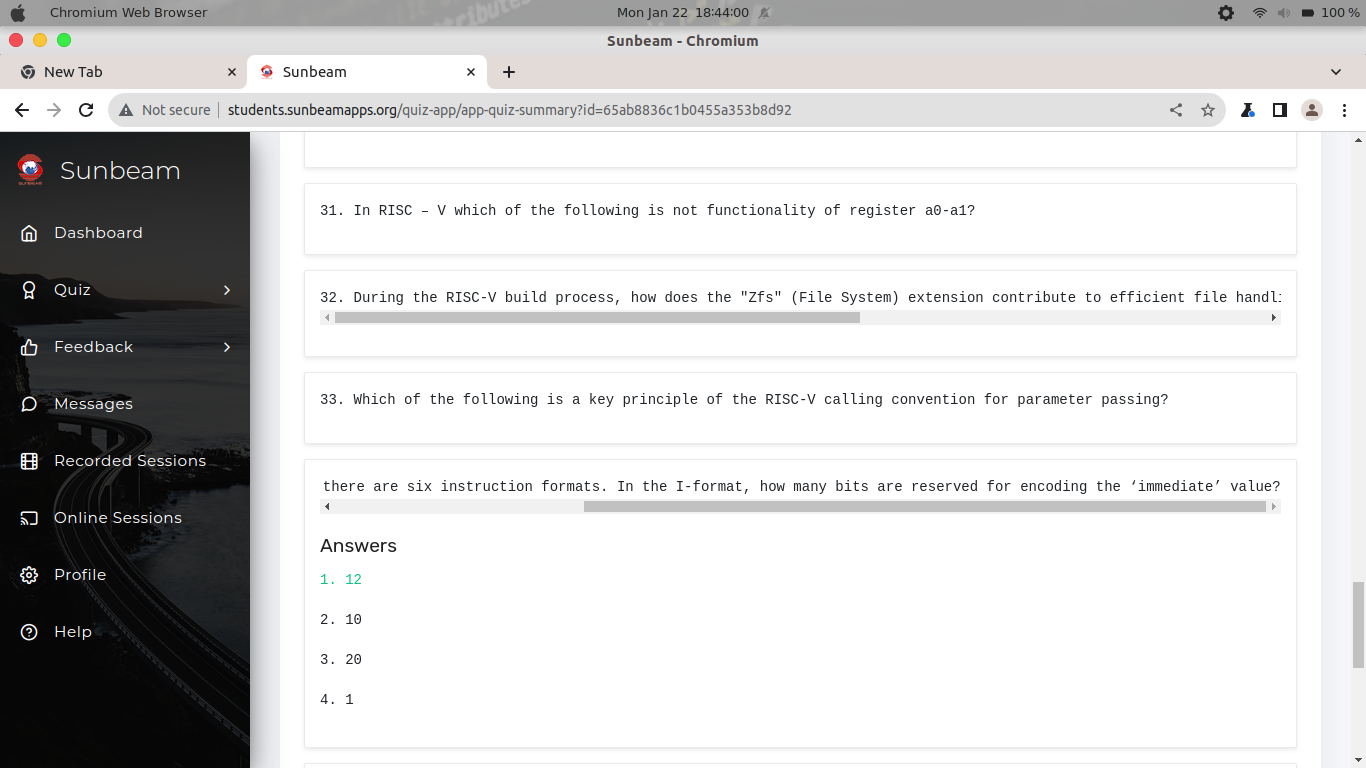 Chromium Web Browser
Mon Jan 22 18:44:00
100 %
Sunbeam - Chromium
New Tab
Sunbeam
Not secure
students.sunbeamapps.org/quiz-app/app-quiz-summary?id=65ab8836c1b0455a353b8d92
Sunbeam
Dashboard
Quiz
Feedback
Messages
Recorded Sessions
Online Sessions
Profile
Help
31. In RISC – V which of the following is not functionality of register a0-a1?
32. During the RISC-V build process, how does the "Zfs" (File System) extension contribute to efficient file handli
33. Which of the following is a key principle of the RISC-V calling convention for parameter passing?
there are six instruction formats. In the I-format, how many bits are reserved for encoding the ‘immediate’ value?
Answers
1. 12
2. 10
3. 20
4. 1